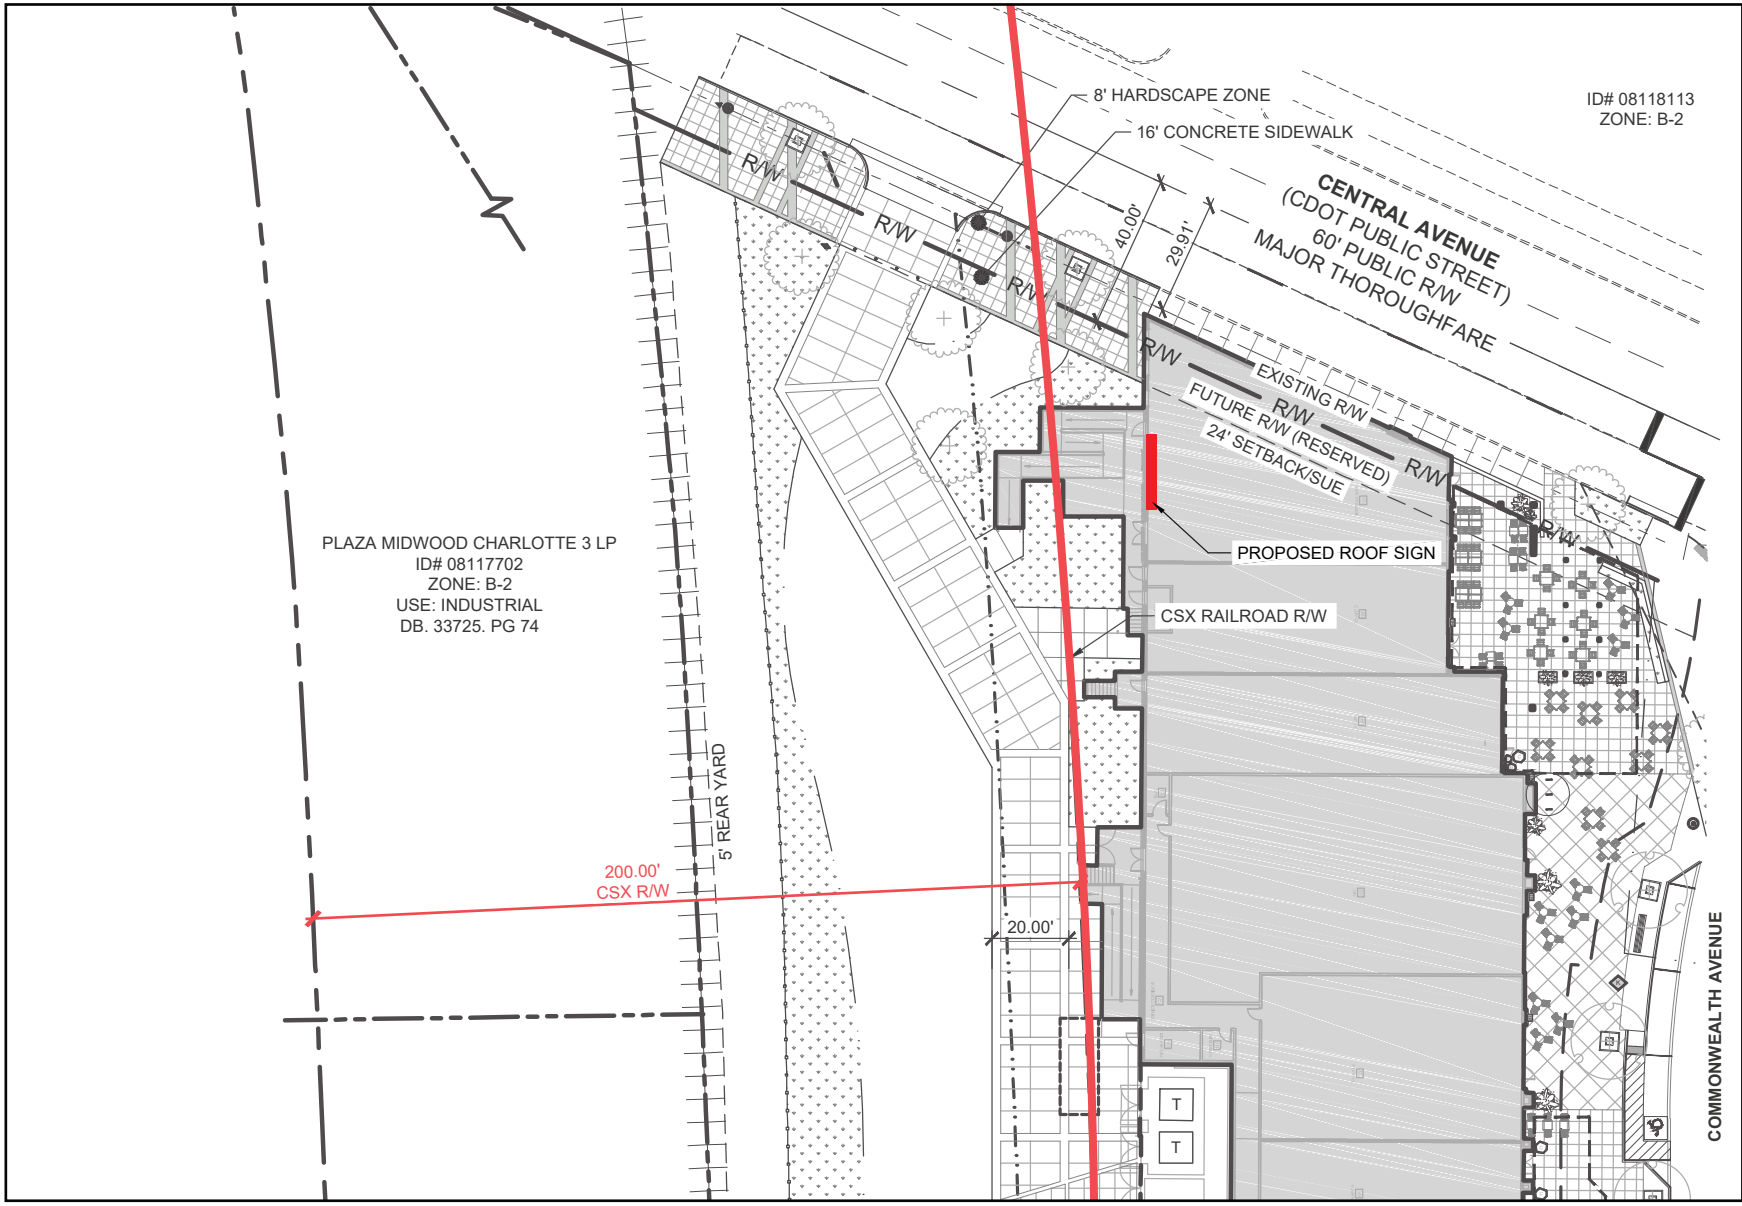 8' HARDSCAPE ZONE
16' CONCRETE SIDEWALK
ID# 08118113
ZONE: B-2
CENTRAL AVENUE
(CDOT PUBLIC STREET)
60' PUBLIC R/W
MAJOR THOROUGHFARE
R/W
R/W
R/W
R/W
R/W
R/W
R/W
40.00'
29.91'
EXISTING R/W
FUTURE R/W (RESERVED)
24' SETBACK/SUE
PROPOSED ROOF SIGN
PLAZA MIDWOOD CHARLOTTE 3 LP
ID# 08117702
ZONE: B-2
USE: INDUSTRIAL
DB. 33725. PG 74
CSX RAILROAD R/W
5' REAR YARD
200.00'
CSX R/W
20.00'
T
T
COMMONWEALTH AVENUE